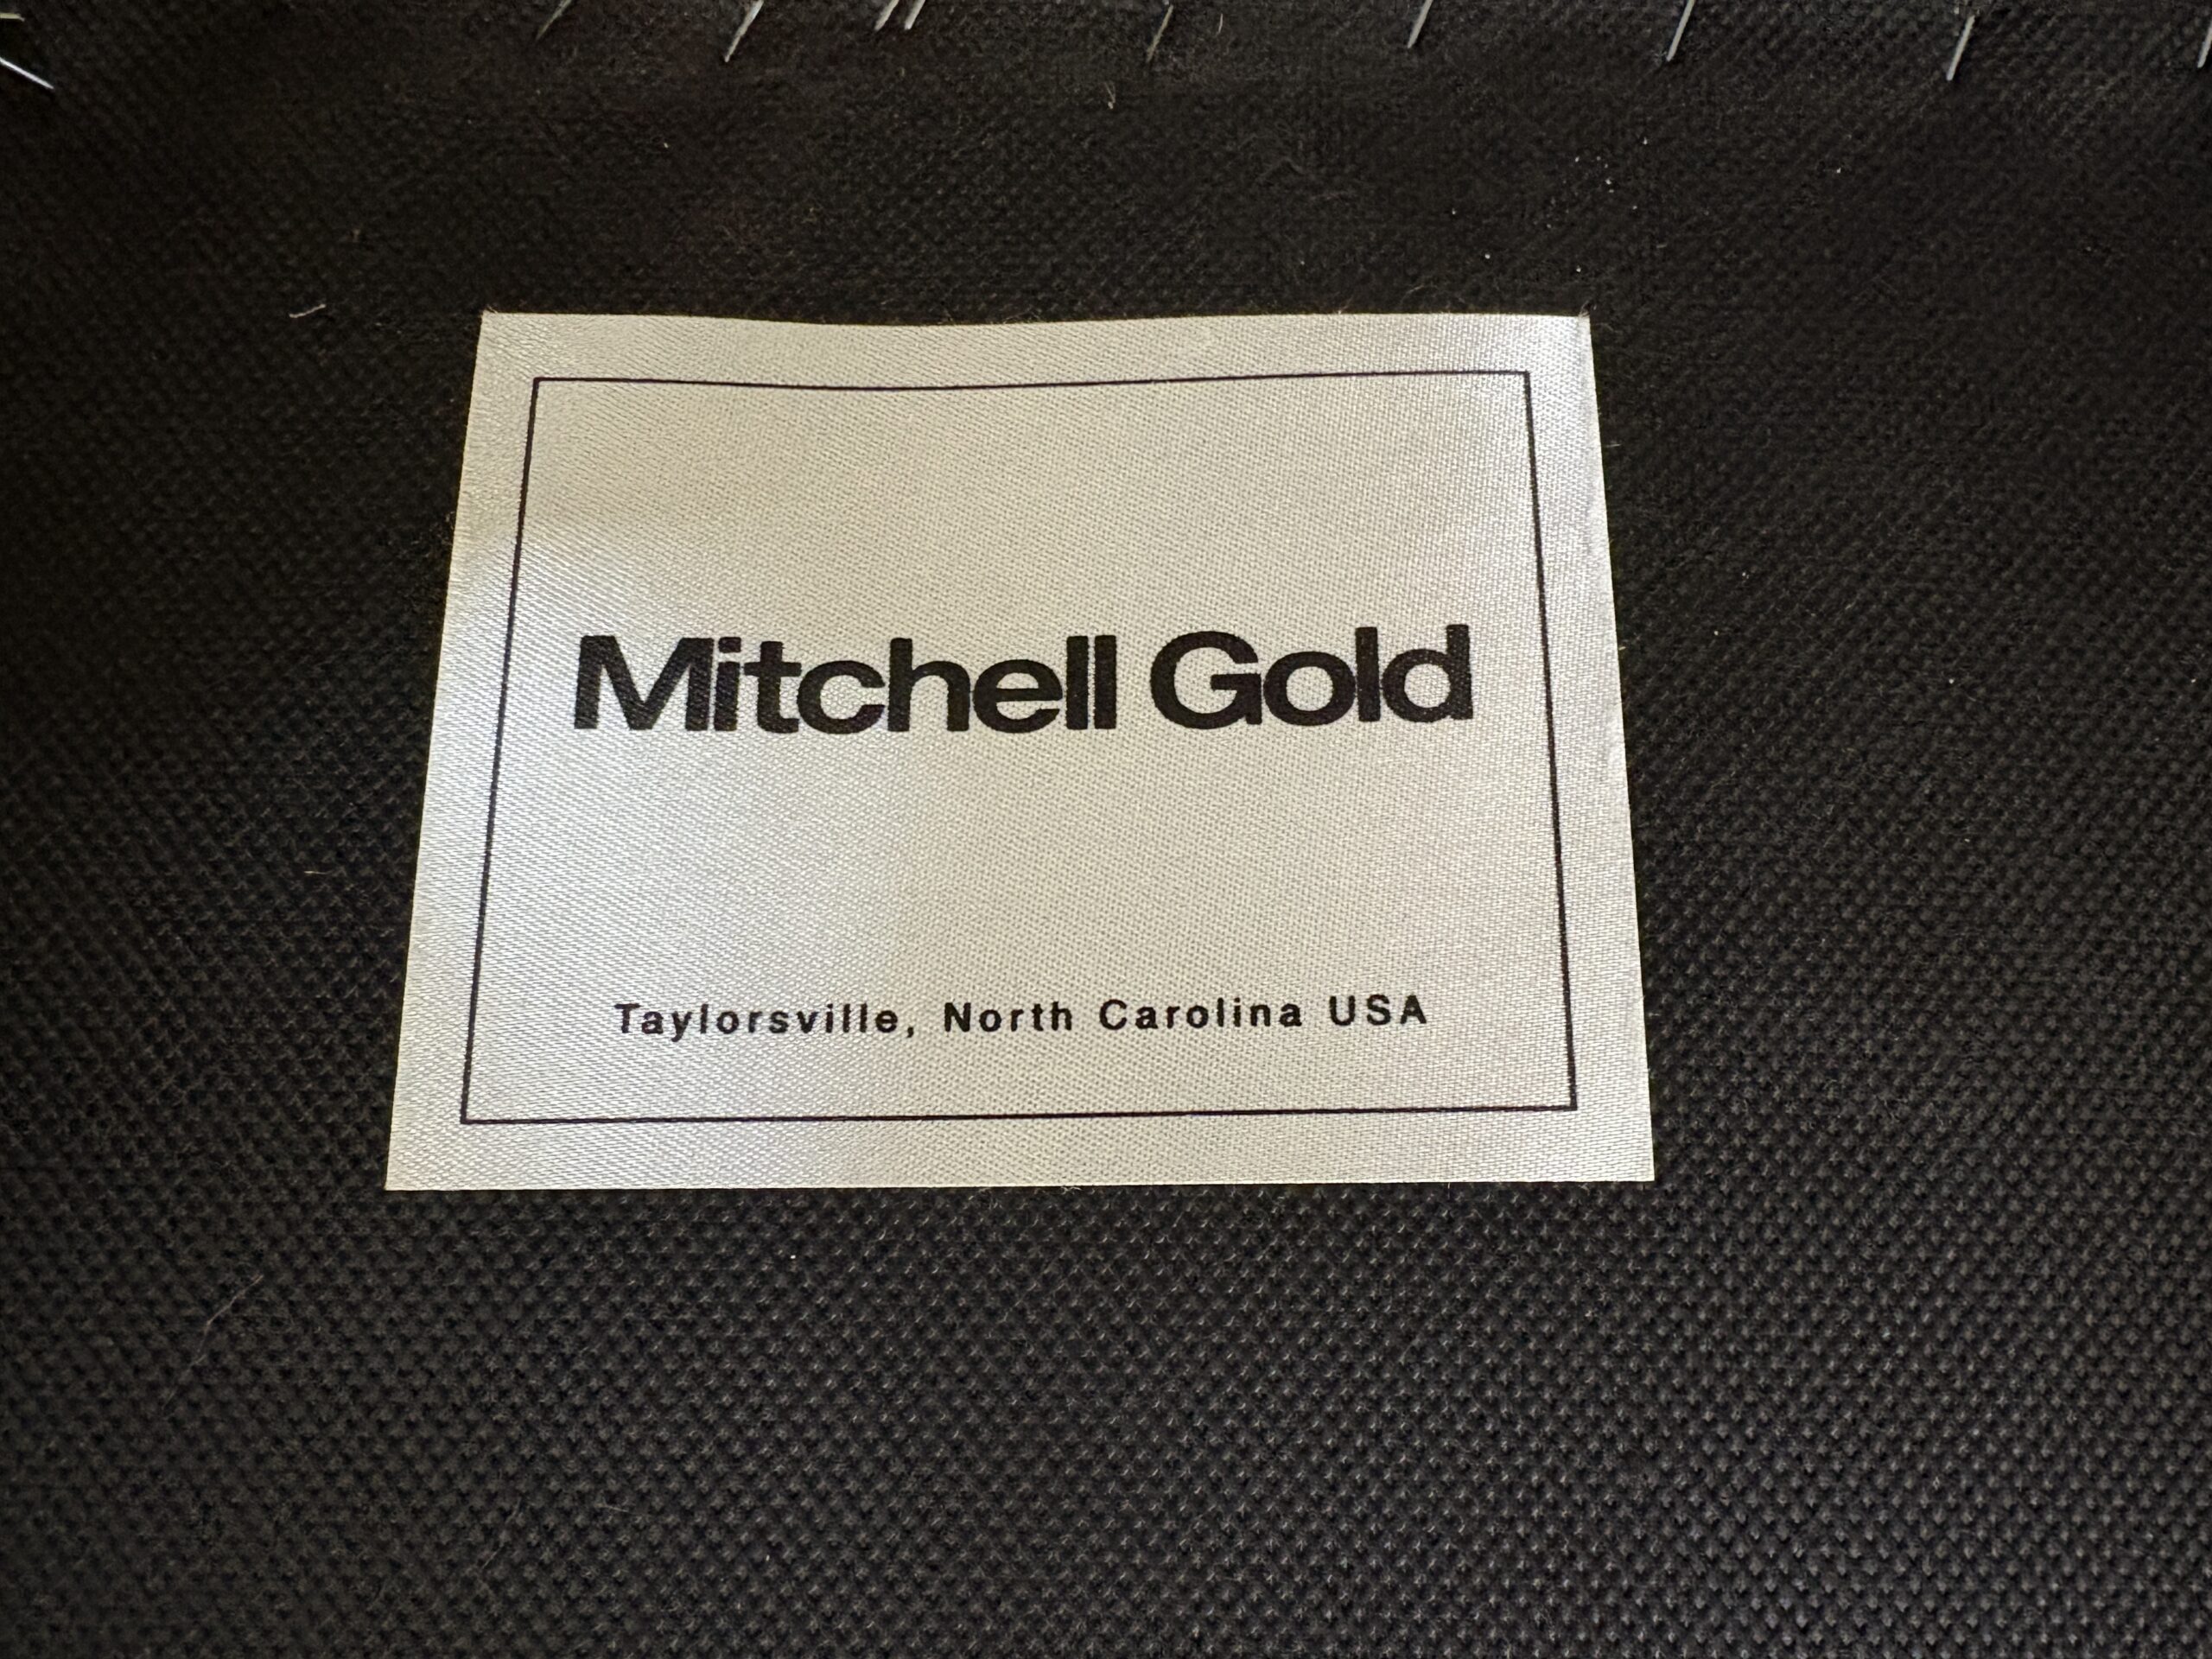 Mitchell Gold
Taylorsville, North Carolina USA